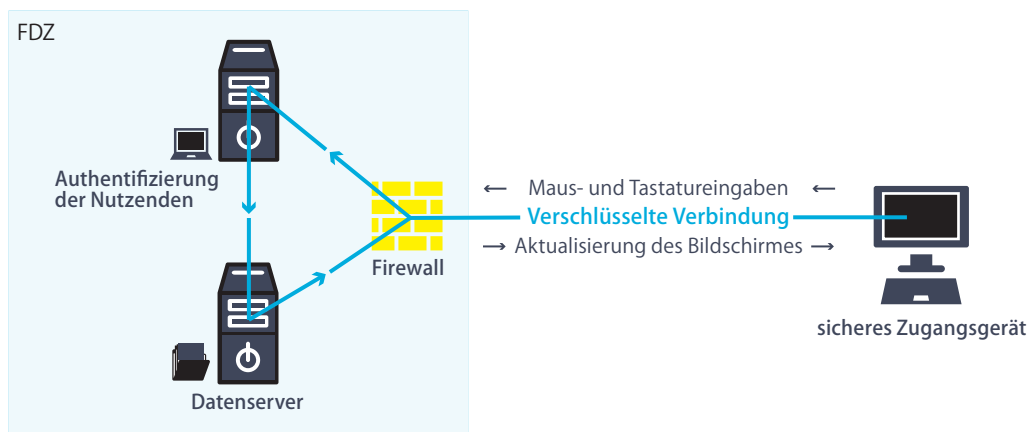 FDZ
Authentifizierung
der Nutzenden
Firewall
Datenserver
← Maus- und Tastatureingaben ←
Verschlüsselte Verbindung
→ Aktualisierung des Bildschirmes →
sicheres Zugangsgerät